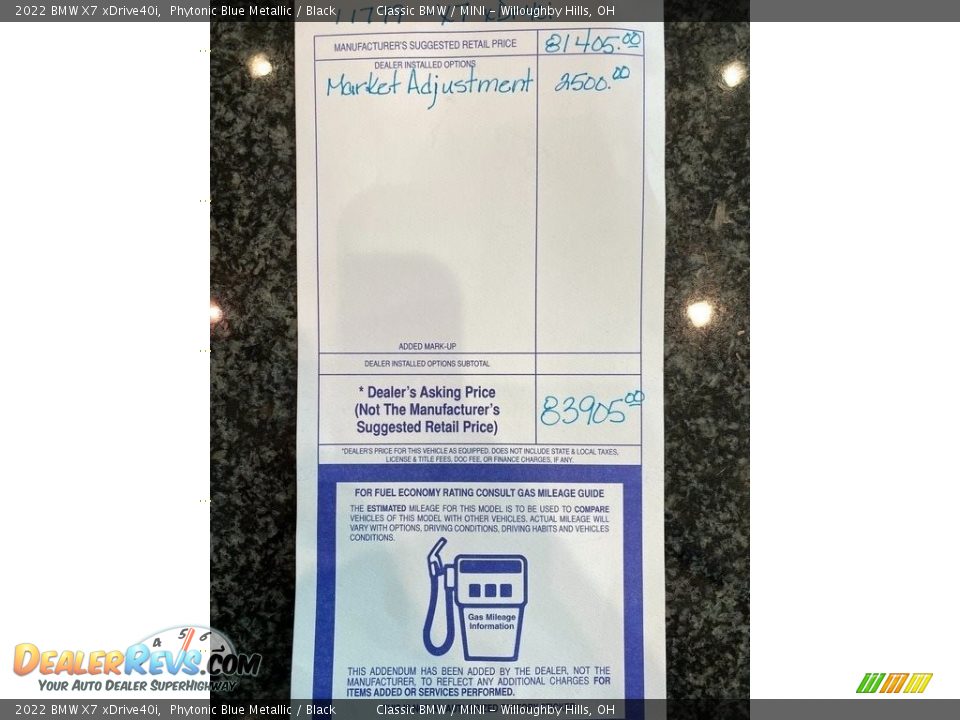 2022 BMW X7 xDrive40i, Phytonic Blue Metallic / Black Classic BMW / MINI - Willoughby Hills, OH
MANUFACTURER'S SUGGESTED RETAIL PRICE 81405.00
DEALER INSTALLED OPTIONS
Market Adjustment 2500.00
ADDED MARK-UP
DEALER INSTALLED OPTIONS SUBTOTAL
* Dealer's Asking Price
(Not The Manufacturer's
Suggested Retail Price)
83905.00
*DEALER'S PRICE FOR THIS VEHICLE AS EQUIPPED. DOES NOT INCLUDE STATE & LOCAL TAXES,
LICENSE & TITLE FEES, DOC FEE, OR FINANCE CHARGES, IF ANY.
FOR FUEL ECONOMY RATING CONSULT GAS MILEAGE GUIDE
THE ESTIMATED MILEAGE FOR THIS MODEL IS TO BE USED TO COMPARE
VEHICLES OF THIS MODEL WITH OTHER VEHICLES. ACTUAL MILEAGE WILL
VARY WITH OPTIONS, DRIVING CONDITIONS, DRIVING HABITS AND VEHICLES
CONDITIONS.
Gas Mileage
Information
THIS ADDENDUM HAS BEEN ADDED BY THE DEALER, NOT THE
MANUFACTURER, TO REFLECT ANY ADDITIONAL CHARGES FOR
ITEMS ADDED OR SERVICES PERFORMED.
4 5 6
DEALERREVS.COM
YOUR AUTO DEALER SUPERHIGHWAY
2022 BMW X7 xDrive40i, Phytonic Blue Metallic / Black Classic BMW / MINI - Willoughby Hills, OH